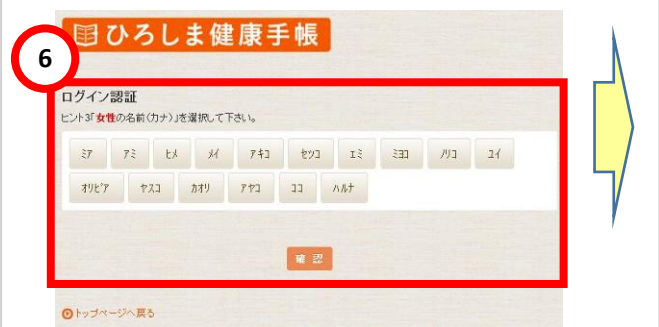 ひろしま健康手帳
6
ログイン認証
ヒント3「女性の名前(カナ)」を選択して下さい。
ミア アミ ヒメ メイ アキコ セツコ エミ ミヨコ ノリコ ユイ
オリビア ヤスコ カオリ アヤコ ココ ハルナ
確 認
トップページへ戻る